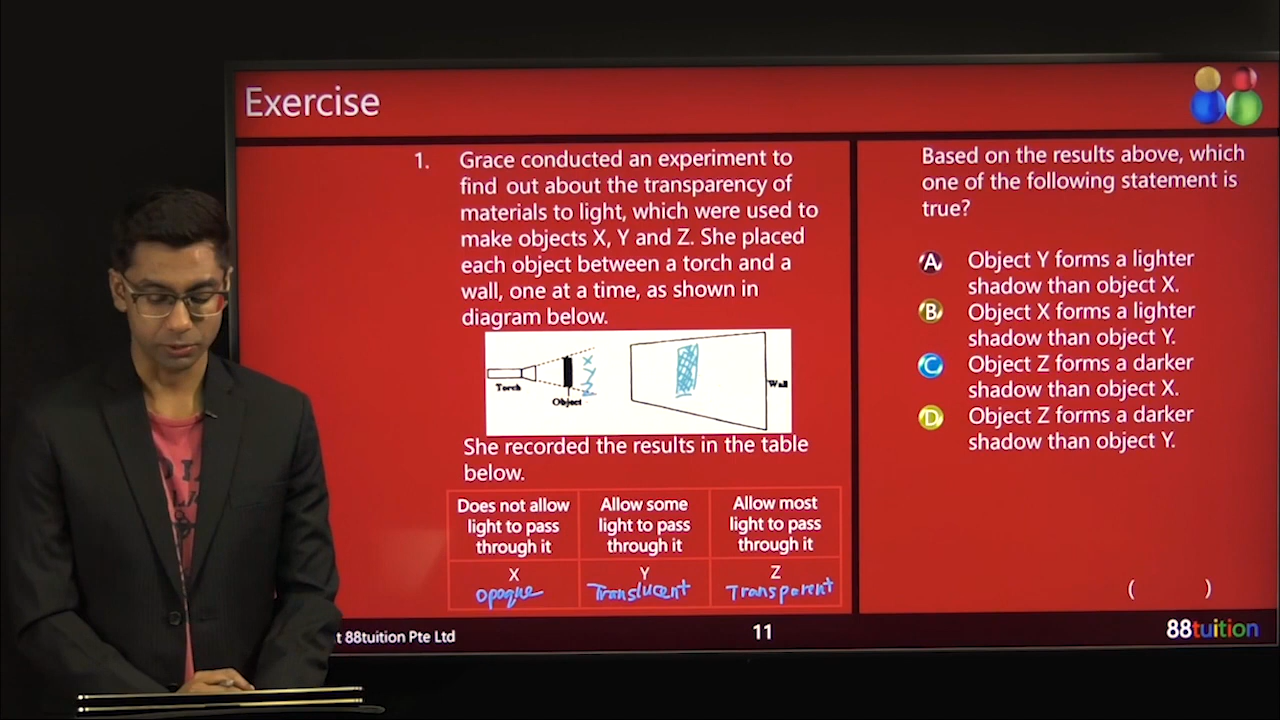 Exercise
1. Grace conducted an experiment to
find out about the transparency of
materials to light, which were used to
make objects X, Y and Z. She placed
each object between a torch and a
wall, one at a time, as shown in
diagram below.
Torch
Object
X
Y
Z
Wall
She recorded the results in the table
below.
Does not allow
light to pass
through it
Allow some
light to pass
through it
Allow most
light to pass
through it
X
Y
Z
opaque
Translucent
Transparent
Based on the results above, which
one of the following statement is
true?
A Object Y forms a lighter
shadow than object X.
B Object X forms a lighter
shadow than object Y.
C Object Z forms a darker
shadow than object X.
D Object Z forms a darker
shadow than object Y.
( )
t 88tuition Pte Ltd
11
88tuition